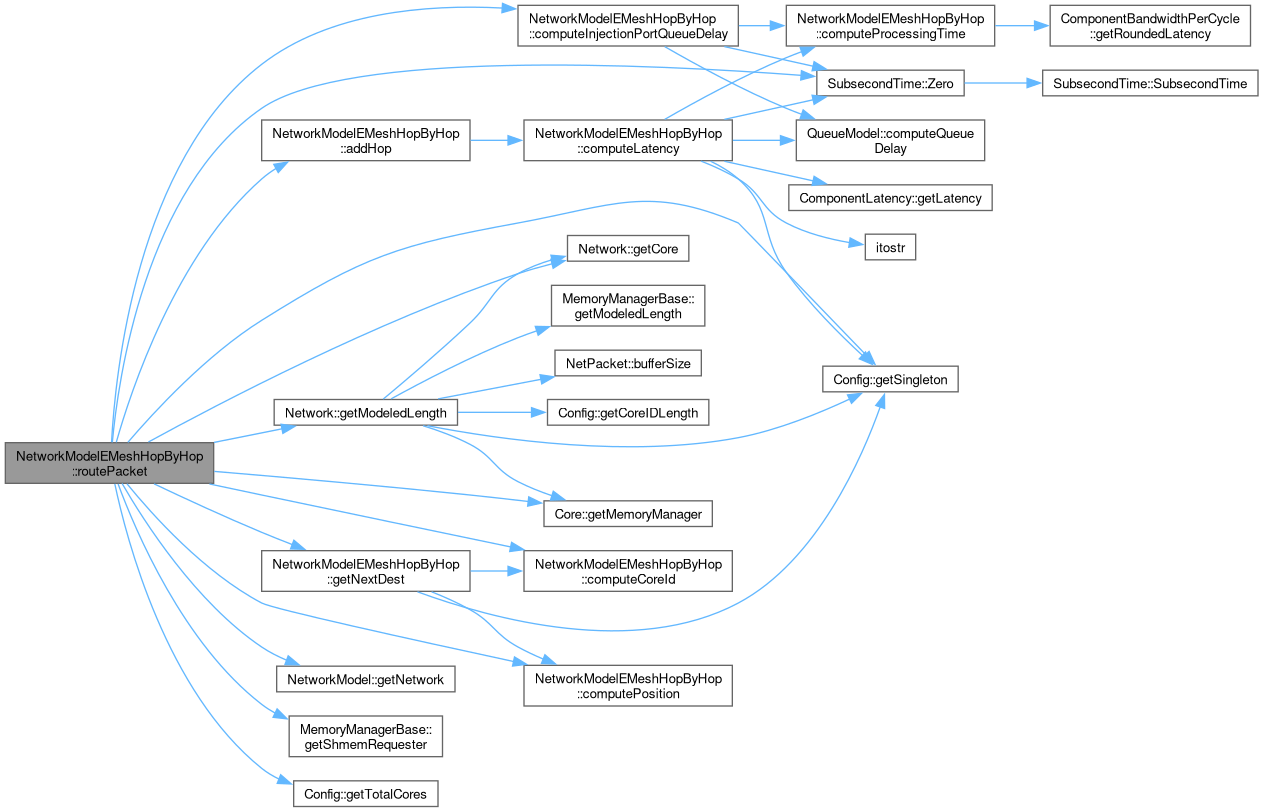 NetworkModelEMeshHopByHop
::routePacket
NetworkModelEMeshHopByHop
::computeInjectionPortQueueDelay
NetworkModelEMeshHopByHop
::computeProcessingTime
ComponentBandwidthPerCycle
::getRoundedLatency
SubsecondTime::Zero
SubsecondTime::SubsecondTime
NetworkModelEMeshHopByHop
::addHop
NetworkModelEMeshHopByHop
::computeLatency
QueueModel::computeQueue
Delay
ComponentLatency::getLatency
itostr
Network::getCore
MemoryManagerBase::
getModeledLength
NetPacket::bufferSize
Config::getSingleton
Network::getModeledLength
Config::getCoreIDLength
Core::getMemoryManager
NetworkModelEMeshHopByHop
::getNextDest
NetworkModelEMeshHopByHop
::computeCoreId
NetworkModel::getNetwork
NetworkModelEMeshHopByHop
::computePosition
MemoryManagerBase::
getShmemRequester
Config::getTotalCores